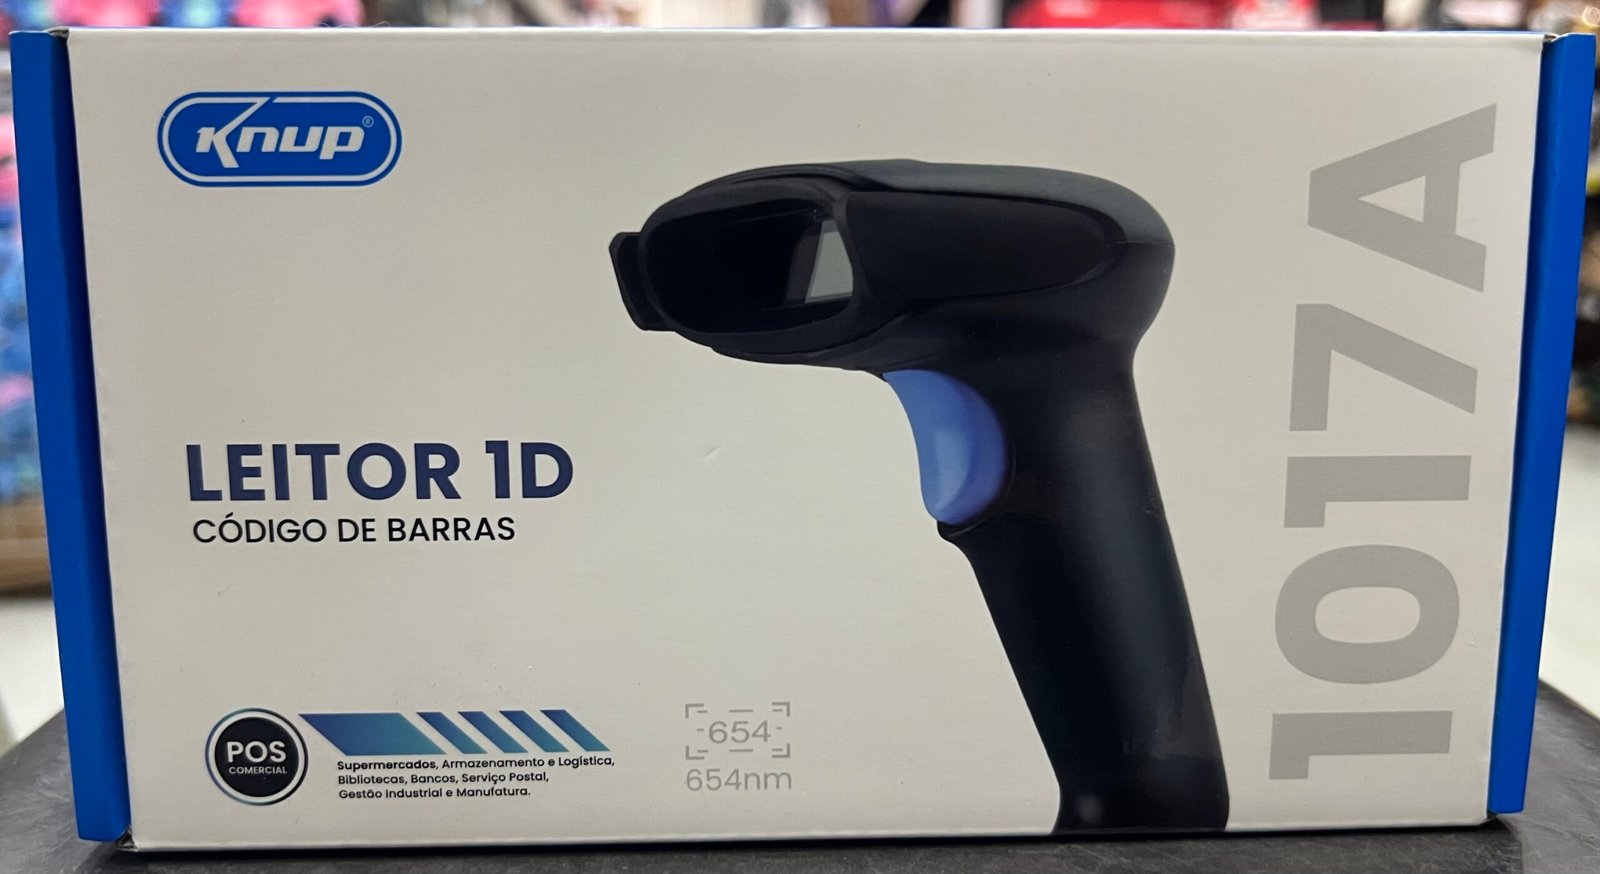 Knup®
LEITOR 1D
CÓDIGO DE BARRAS
POS
COMERCIAL
Supermercados, Armazenamento e Logística,
Bibliotecas, Bancos, Serviço Postal,
Gestão Industrial e Manufatura.
-654-
654nm
1017A